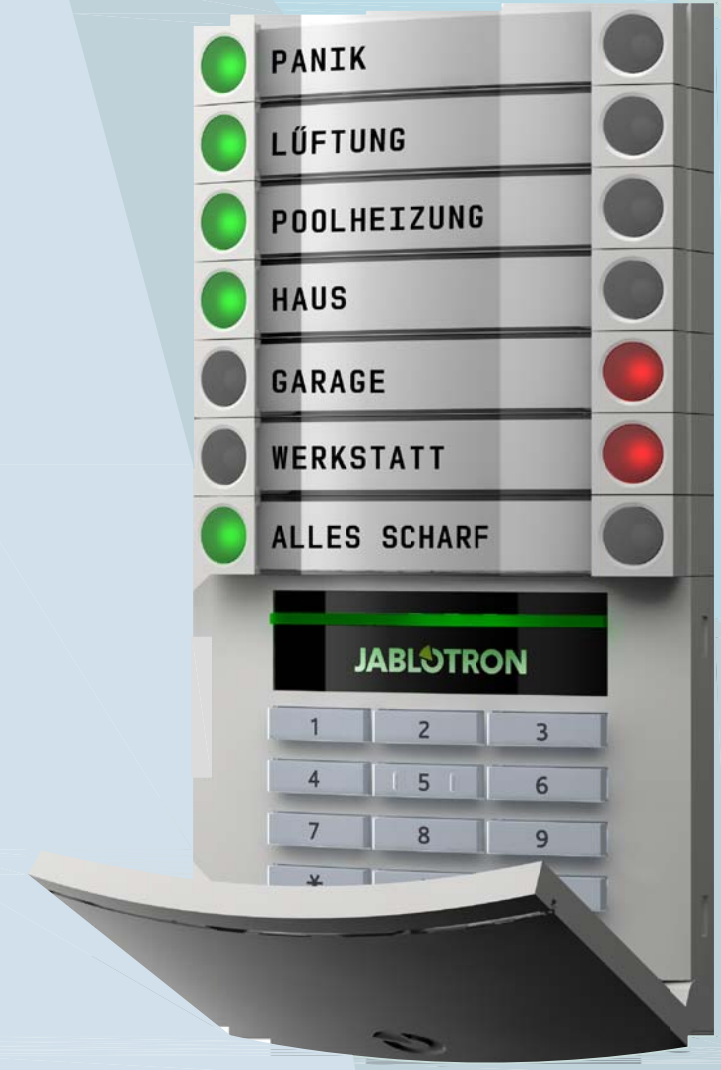 PANIK
LŰFTUNG
POOLHEIZUNG
HAUS
GARAGE
WERKSTATT
ALLES SCHARF
JABLOTRON
1 2 3
4 5 6
7 8 9
*